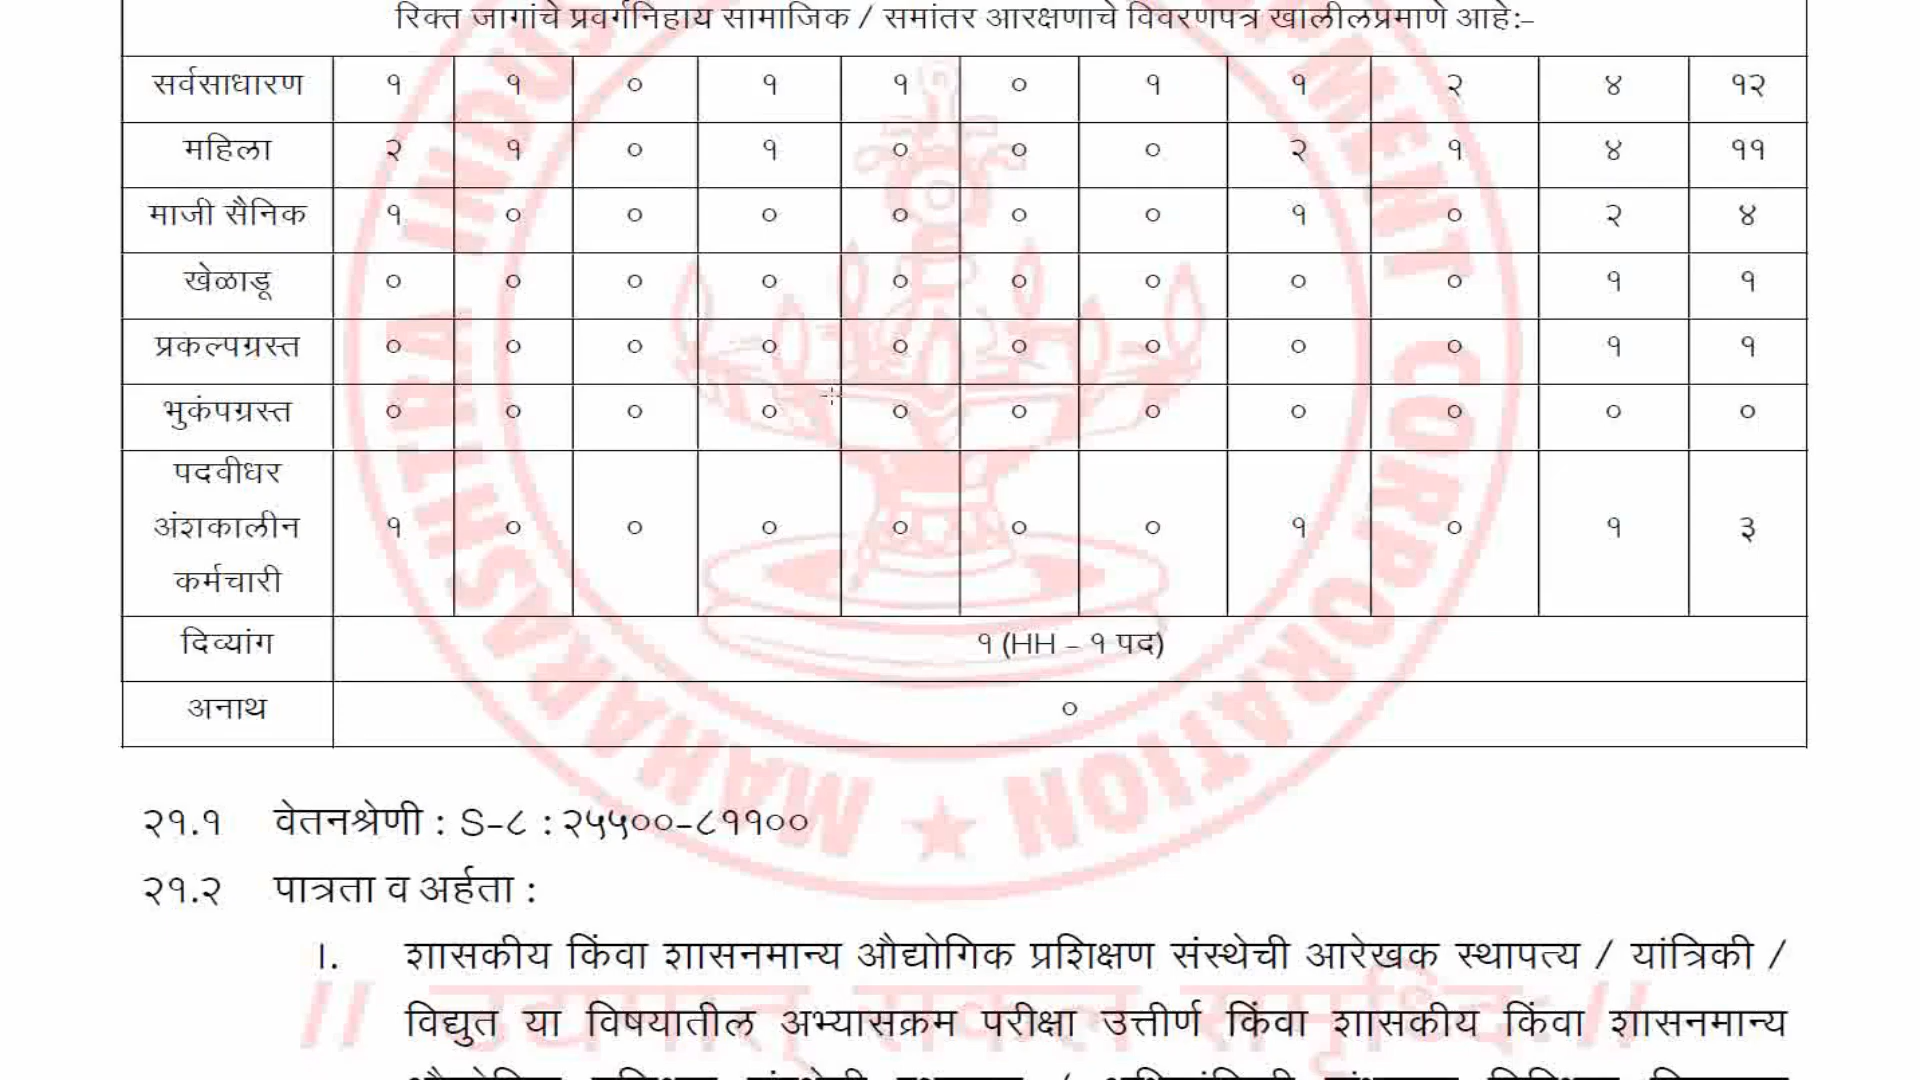 रिक्त जागांचे प्रवर्गनिहाय सामाजिक / समांतर आरक्षणाचे विवरणपत्र खालीलप्रमाणे आहे:–
सर्वसाधारण १ १ ० १ १ ० १ १ २ ४ १२
महिला २ १ ० १ ० ० ० २ १ ४ ११
माजी सैनिक १ ० ० ० ० ० ० १ ० २ ४
खेळाडू ० ० ० ० ० ० ० ० ० १ १
प्रकल्पग्रस्त ० ० ० ० ० ० ० ० ० १ १
भुकंपग्रस्त ० ० ० ० ० ० ० ० ० ० ०
पदवीधर
अंशकालीन १ ० ० ० ० ० ० १ ० १ ३
कर्मचारी
दिव्यांग १ (HH – १ पद)
अनाथ ०
२१.१ वेतनश्रेणी : S–८ : २५५००–८११००
२१.२ पात्रता व अर्हता :
I. शासकीय किंवा शासनमान्य औद्योगिक प्रशिक्षण संस्थेची आरेखक स्थापत्य / यांत्रिकी /
विद्युत या विषयातील अभ्यासक्रम परीक्षा उत्तीर्ण किंवा शासकीय किंवा शासनमान्य